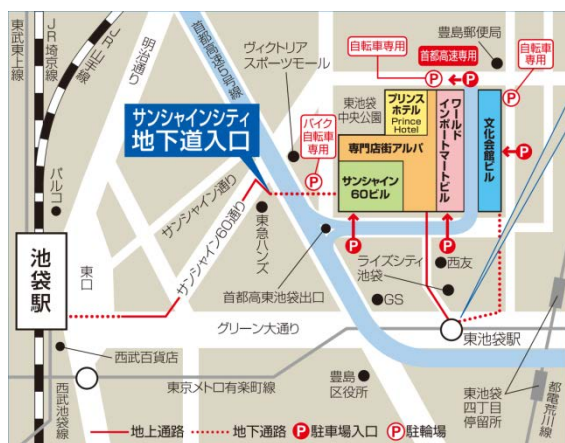 東武東上線
JR埼京線
JR山手線
明治通り
首都高速5号線
ヴィクトリア
スポーツモール
豊島郵便局
自転車専用
首都高速専用
自転車
専用
P
P
P
サンシャインシティ
地下道入口
バイク
自転車
専用
P
東池袋
中央公園
プリンス
ホテル
Prince
Hotel
ワールド
インポートマートビル
文化会館ビル
P
専門店街アルパ
サンシャイン
60ビル
パルコ
サンシャイン通り
サンシャイン60通り
東急ハンズ
P
P
池袋駅
東口
首都高東池袋出口
ライズシティ
池袋
西友
GS
グリーン大通り
東池袋駅
西武百貨店
西武池袋線
東京メトロ有楽町線
豊島
区役所
東池袋
四丁目
停留所
都電荒川線
地上通路
地下通路
P駐車場入口
P駐輪場